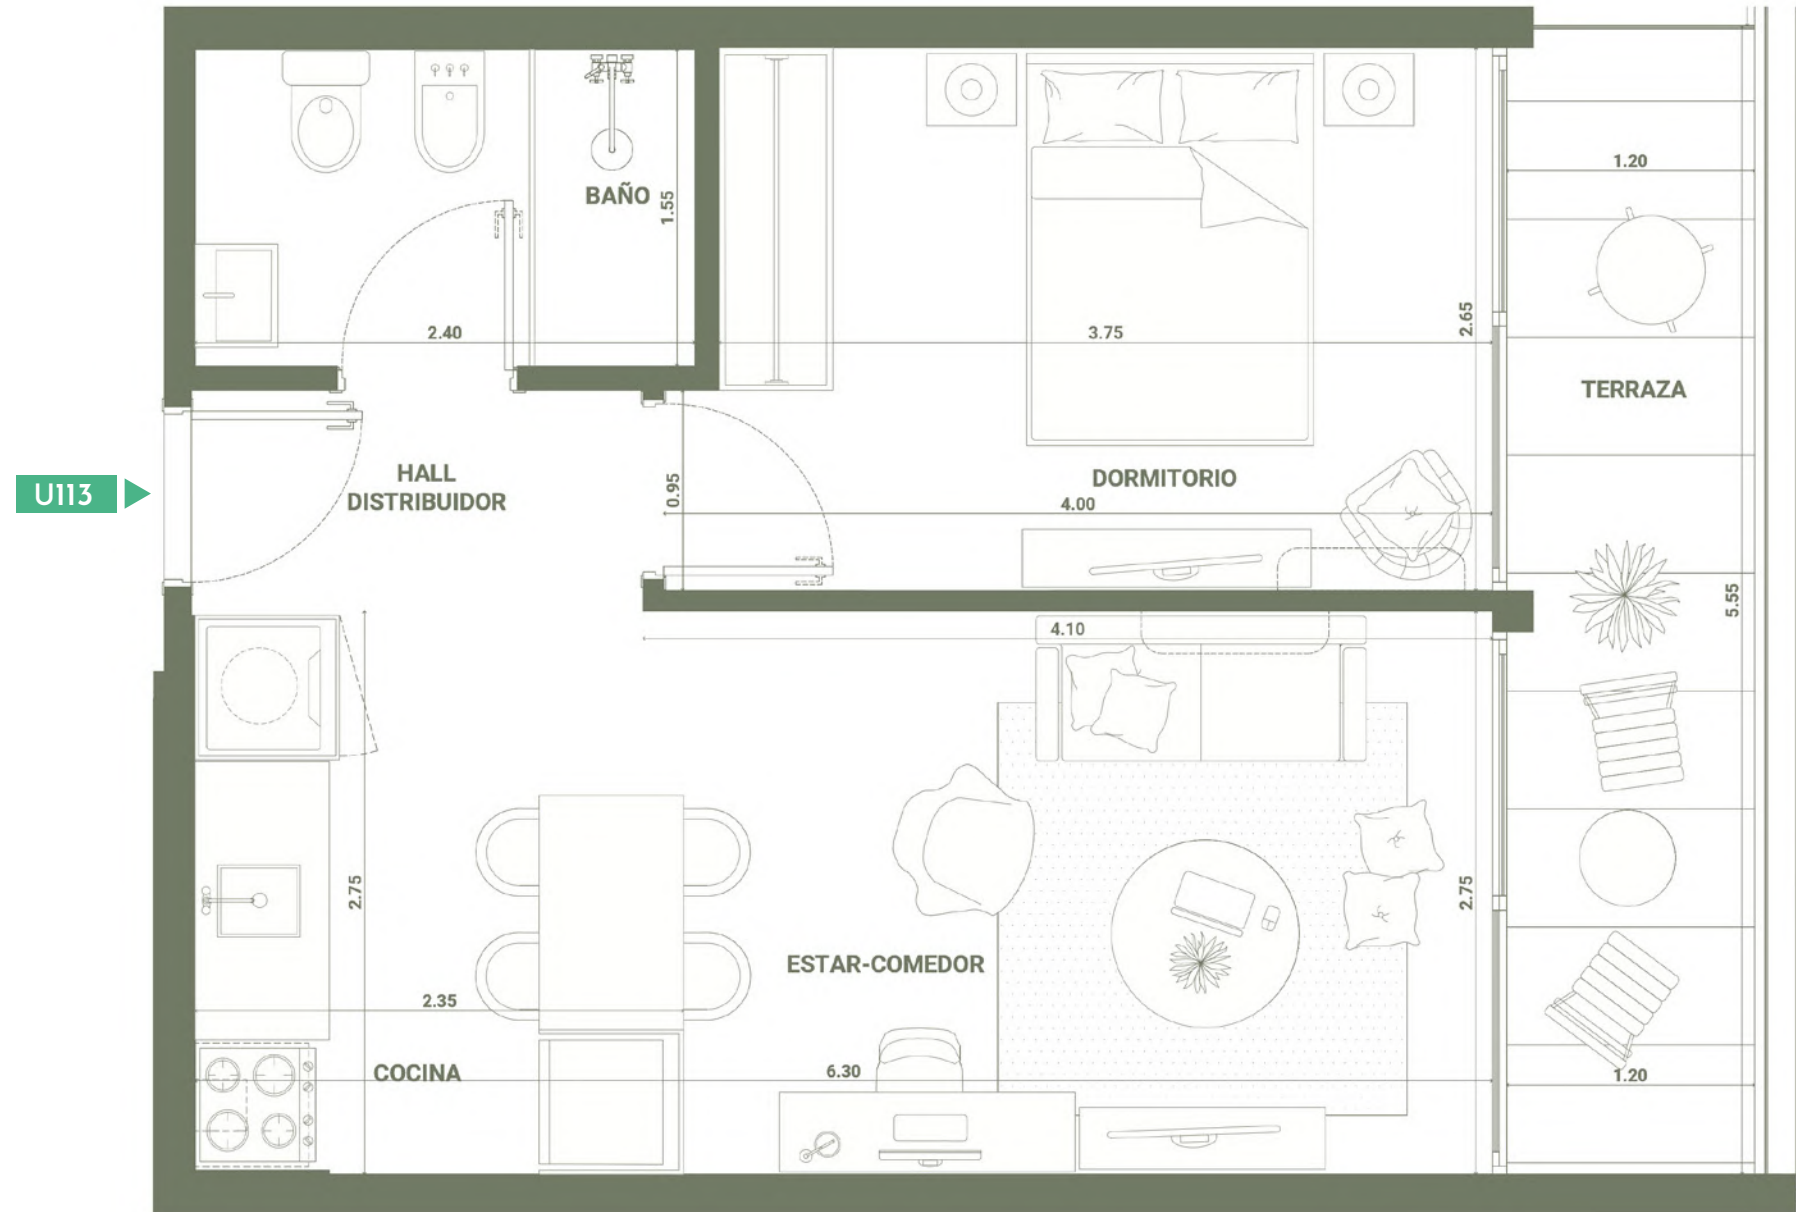 BAÑO
1.55
1.20
2.40
3.75
2.65
TERRAZA
HALL
DISTRIBUIDOR
U113
0.95
DORMITORIO
4.00
5.55
4.10
2.75
2.75
ESTAR-COMEDOR
2.35
COCINA
6.30
1.20